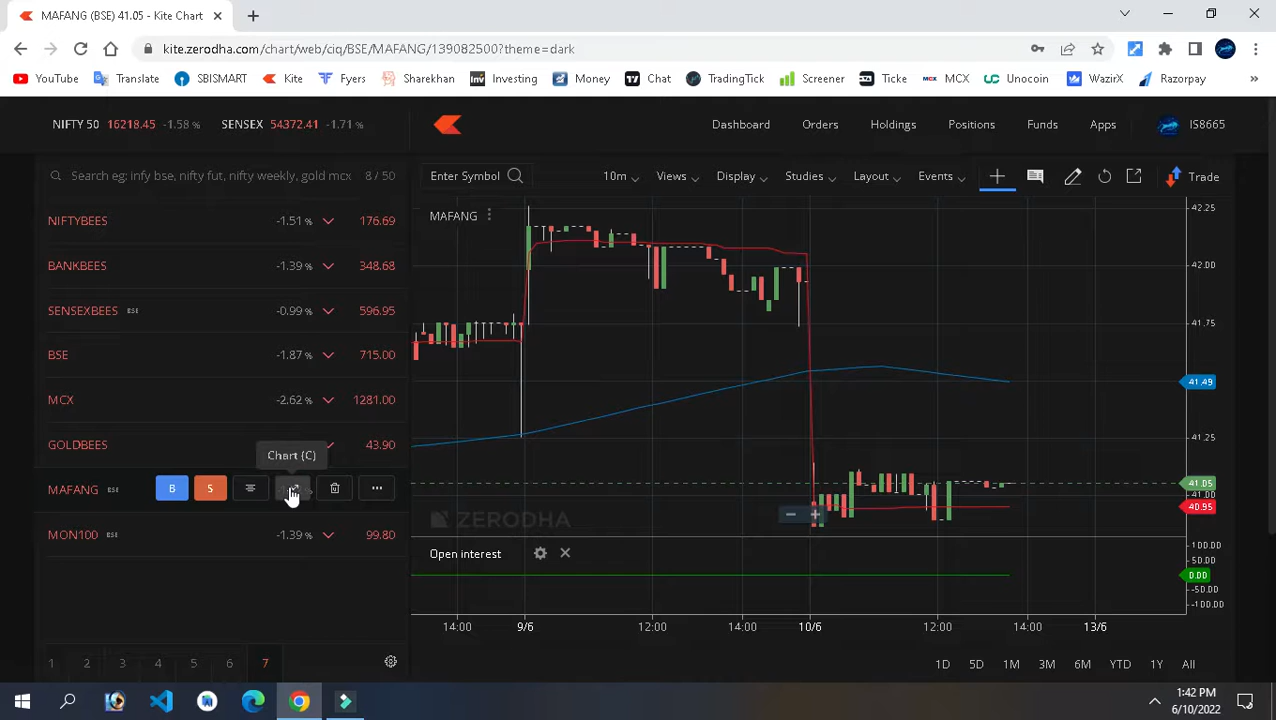 MAFANG (BSE) 41.05 - Kite Chart
kite.zerodha.com/chart/web/ciq/BSE/MAFANG/139082500?theme=dark
YouTube Translate SBISMART Kite Fyers Sharekhan Investing Money Chat TradingTick Screener Ticke MCX Unocoin WazirX Razorpay »
NIFTY 50 16218.45 -1.58 % SENSEX 54372.41 -1.71 % Dashboard Orders Holdings Positions Funds Apps IS8665
Search eg: infy bse, nifty fut, nifty weekly, gold mcx 8 / 50
Enter Symbol 10m Views Display Studies Layout Events Trade
MAFANG
NIFTYBEES -1.51 % 176.69
BANKBEES -1.39 % 348.68
SENSEXBEES BSE -0.99 % 596.95
BSE -1.87 % 715.00
MCX -2.62 % 1281.00
GOLDBEES 43.90
Chart (C)
MAFANG BSE B S
MON100 BSE -1.39 % 99.80
1 2 3 4 5 6 7
42.25
42.00
41.75
41.49
41.25
41.05
41.00
40.95
ZERODHA
Open interest
100.00
50.00
0.00
-50.00
-100.00
14:00 9/6 12:00 14:00 10/6 12:00 14:00 13/6
1D 5D 1M 3M 6M YTD 1Y All
1:42 PM
6/10/2022